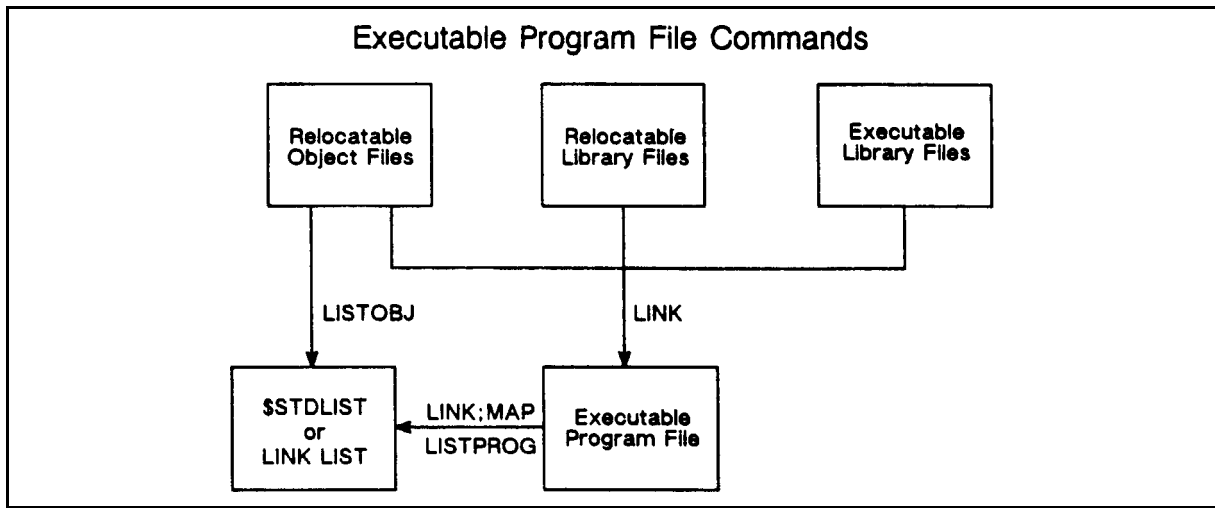 Executable Program File Commands
Relocatable
Object Files
Relocatable
Library Files
Executable
Library Files
LISTOBJ
LINK
$STDLIST
or
LINK LIST
LINK;MAP
LISTPROG
Executable
Program File